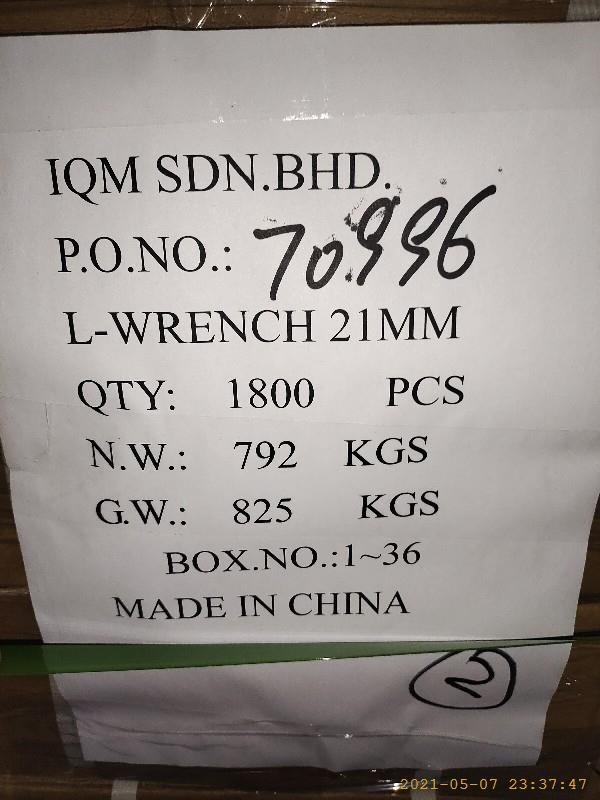 IQM SDN.BHD.
P.O.NO.: 70996
L-WRENCH 21MM
QTY: 1800 PCS
N.W.: 792 KGS
G.W.: 825 KGS
BOX.NO.:1~36
MADE IN CHINA
2
2021-05-07 23:37:47